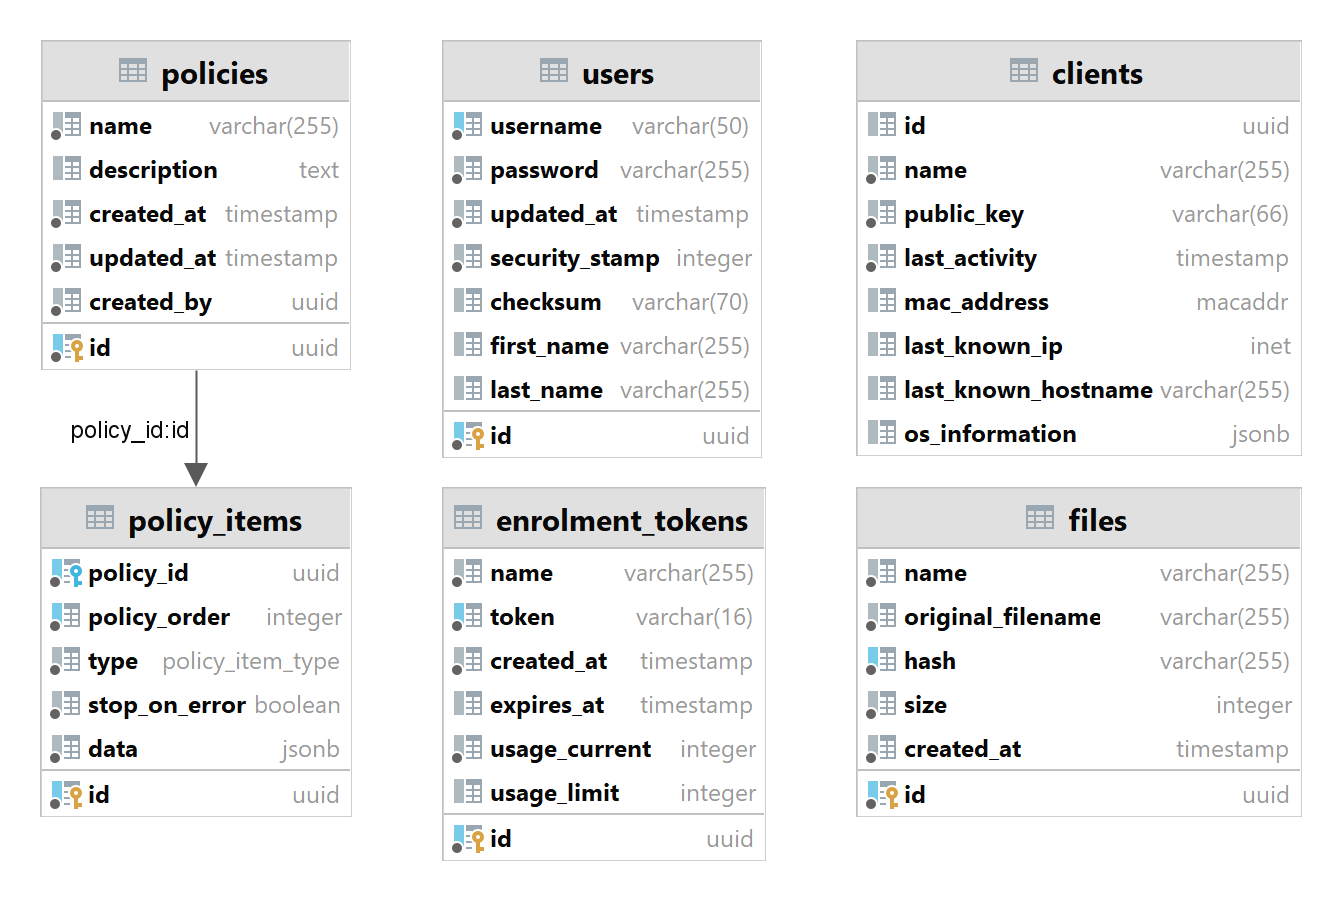 policies
name varchar(255)
description text
created_at timestamp
updated_at timestamp
created_by uuid
id uuid
policy_id:id
policy_items
policy_id uuid
policy_order integer
type policy_item_type
stop_on_error boolean
data jsonb
id uuid
users
username varchar(50)
password varchar(255)
updated_at timestamp
security_stamp integer
checksum varchar(70)
first_name varchar(255)
last_name varchar(255)
id uuid
enrolment_tokens
name varchar(255)
token varchar(16)
created_at timestamp
expires_at timestamp
usage_current integer
usage_limit integer
id uuid
clients
id uuid
name varchar(255)
public_key varchar(66)
last_activity timestamp
mac_address macaddr
last_known_ip inet
last_known_hostname varchar(255)
os_information jsonb
files
name varchar(255)
original_filename varchar(255)
hash varchar(255)
size integer
created_at timestamp
id uuid